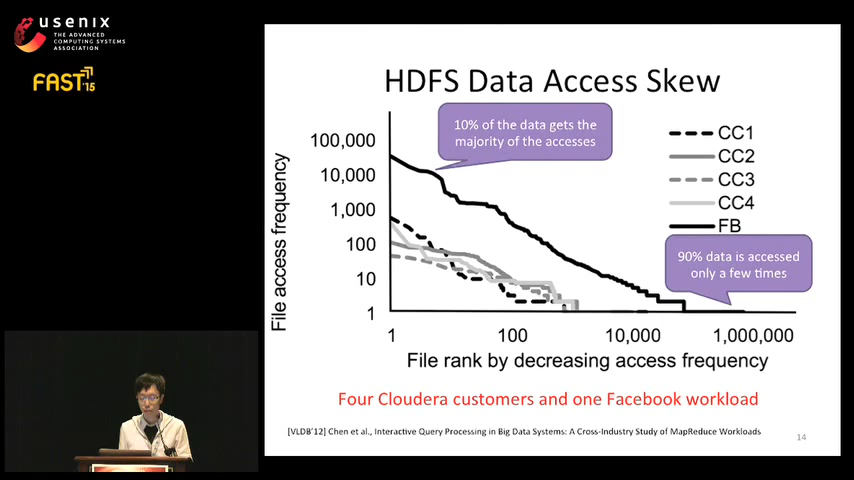 usenix
THE ADVANCED
COMPUTING SYSTEMS
ASSOCIATION
FAST '15
HDFS Data Access Skew
10% of the data gets the
majority of the accesses
CC1
CC2
CC3
CC4
FB
90% data is accessed
only a few times
File access frequency
100,000
10,000
1,000
100
10
1
1
100
10,000
1,000,000
File rank by decreasing access frequency
Four Cloudera customers and one Facebook workload
[VLDB'12] Chen et al., Interactive Query Processing in Big Data Systems: A Cross-Industry Study of MapReduce Workloads
14